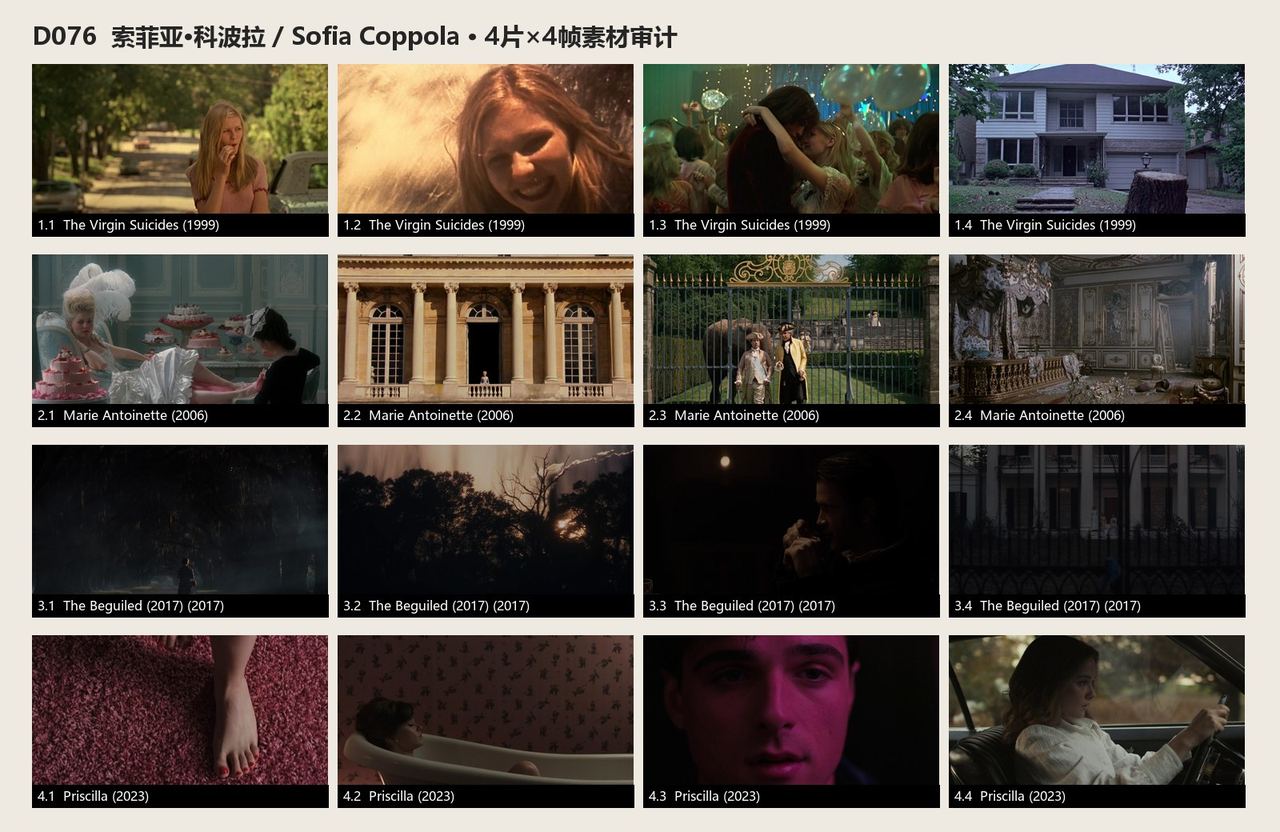 D076 索菲亚•科波拉 / Sofia Coppola • 4片×4帧素材审计
1.1 The Virgin Suicides (1999)
1.2 The Virgin Suicides (1999)
1.3 The Virgin Suicides (1999)
1.4 The Virgin Suicides (1999)
2.1 Marie Antoinette (2006)
2.2 Marie Antoinette (2006)
2.3 Marie Antoinette (2006)
2.4 Marie Antoinette (2006)
3.1 The Beguiled (2017) (2017)
3.2 The Beguiled (2017) (2017)
3.3 The Beguiled (2017) (2017)
3.4 The Beguiled (2017) (2017)
4.1 Priscilla (2023)
4.2 Priscilla (2023)
4.3 Priscilla (2023)
4.4 Priscilla (2023)